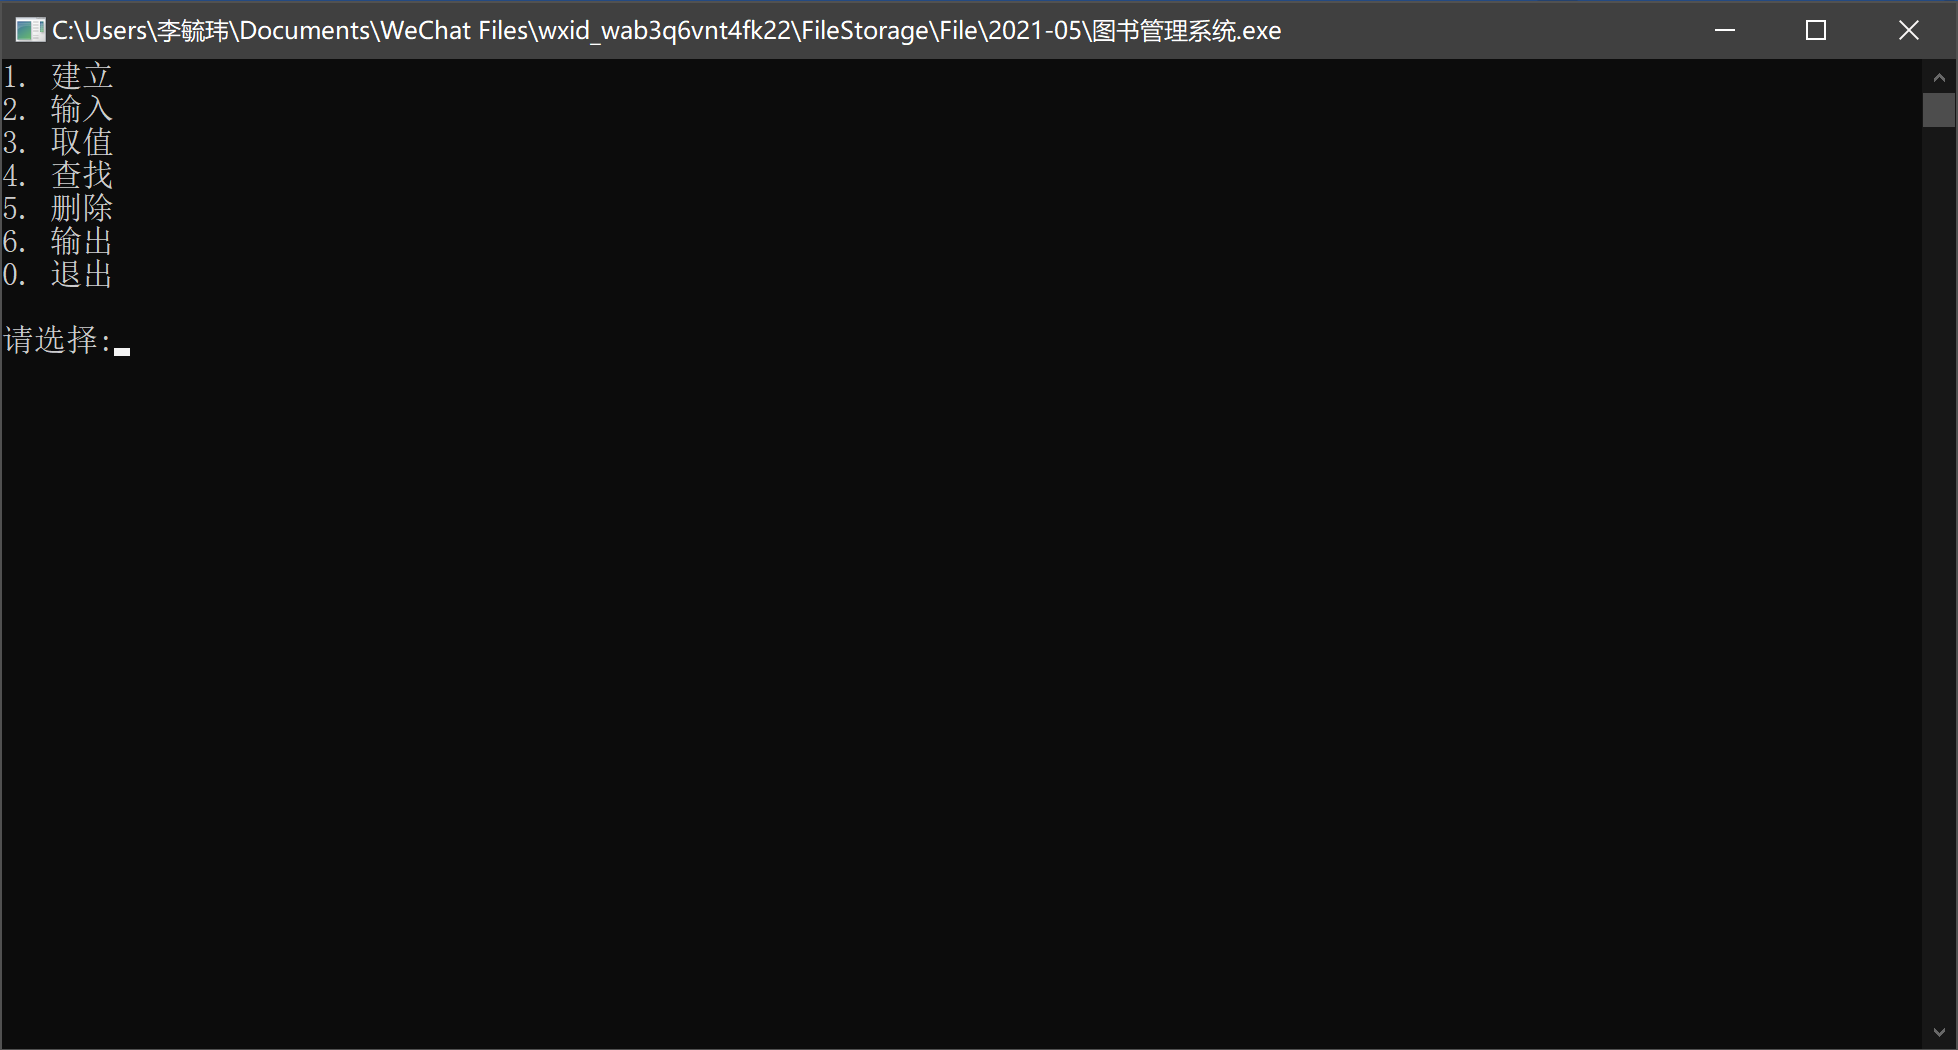 C:\Users\李毓玮\Documents\WeChat Files\wxid_wab3q6vnt4fk22\FileStorage\File\2021-05\图书管理系统.exe
1. 建立
2. 输入
3. 取值
4. 查找
5. 删除
6. 输出
0. 退出
请选择: